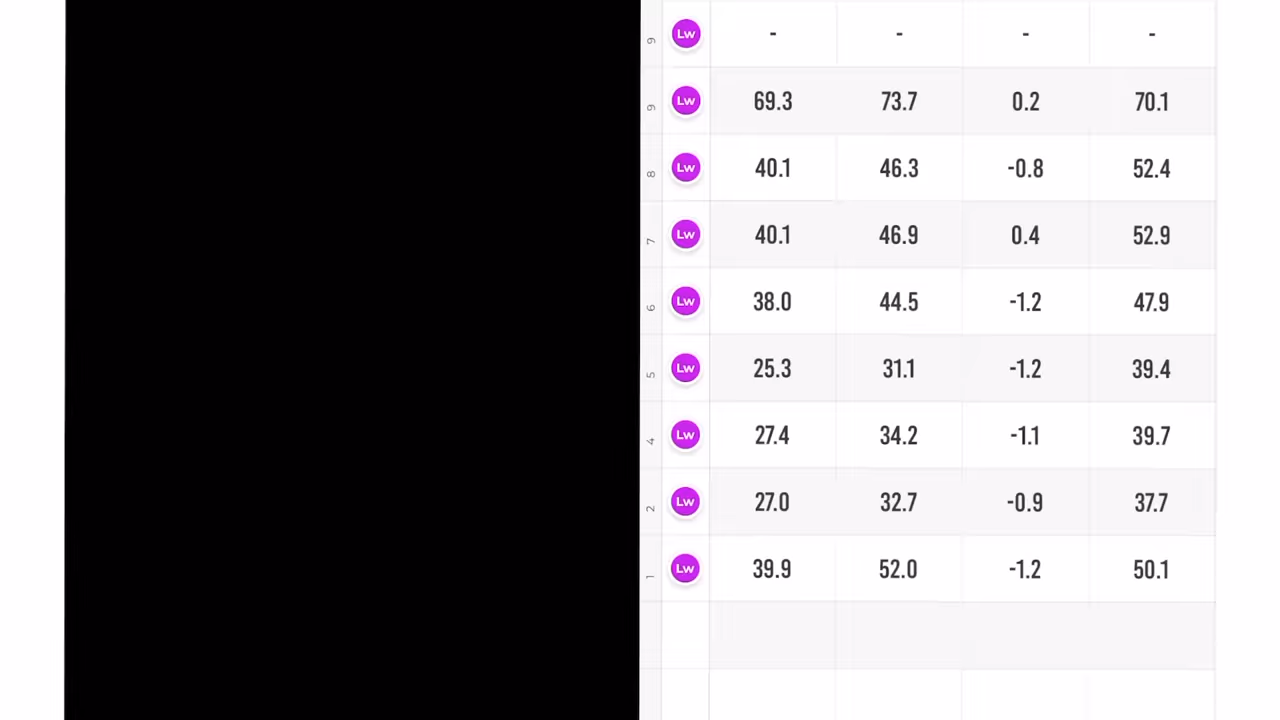 9 Lw - - - -
9 Lw 69.3 73.7 0.2 70.1
8 Lw 40.1 46.3 -0.8 52.4
7 Lw 40.1 46.9 0.4 52.9
6 Lw 38.0 44.5 -1.2 47.9
5 Lw 25.3 31.1 -1.2 39.4
4 Lw 27.4 34.2 -1.1 39.7
2 Lw 27.0 32.7 -0.9 37.7
1 Lw 39.9 52.0 -1.2 50.1